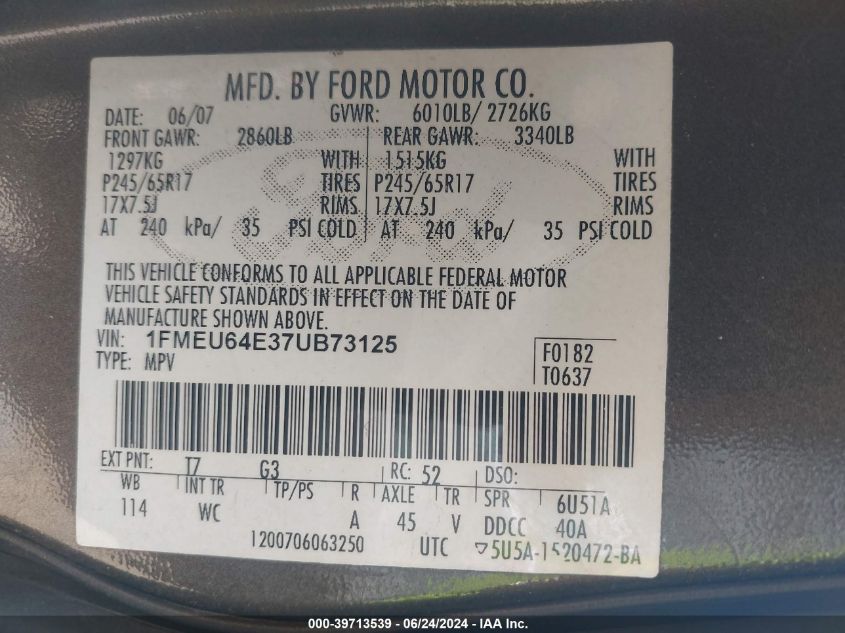 MFD. BY FORD MOTOR CO.
DATE: 06/07 GVWR: 6010LB/ 2726KG
FRONT GAWR: 2860LB REAR GAWR: 3340LB
1297KG WITH 1515KG WITH
P245/65R17 TIRES P245/65R17 TIRES
17X7.5J RIMS 17X7.5J RIMS
AT 240 kPa/ 35 PSI COLD AT 240 kPa/ 35 PSI COLD
THIS VEHICLE CONFORMS TO ALL APPLICABLE FEDERAL MOTOR
VEHICLE SAFETY STANDARDS IN EFFECT ON THE DATE OF
MANUFACTURE SHOWN ABOVE.
VIN: 1FMEU64E37UB73125
TYPE: MPV
F0182
T0637
EXT PNT: T7 G3 RC: 52 DSO:
WB INT TR TP/PS R AXLE TR SPR 6U51A
114 WC A 45 V DDCC 40A
1200706063250 UTC ▽5U5A-1520472-BA
000-39713539 - 06/24/2024 - IAA Inc.